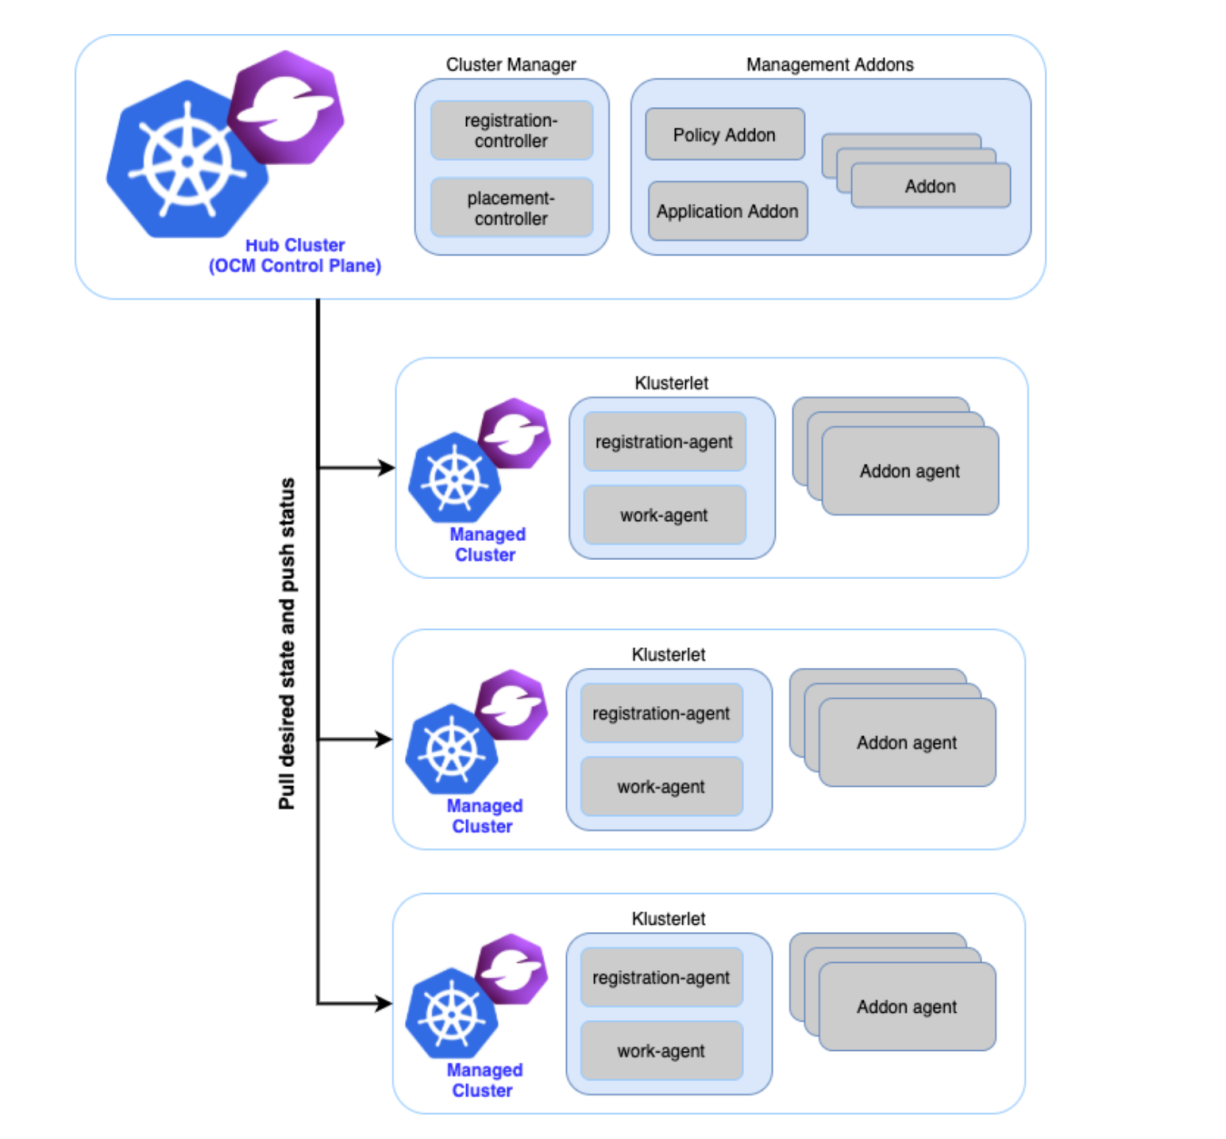 Cluster Manager
Management Addons
registration-
controller
placement-
controller
Policy Addon
Application Addon
Addon
Hub Cluster
(OCM Control Plane)
Pull desired state and push status
Klusterlet
registration-agent
work-agent
Addon agent
Managed
Cluster
Klusterlet
registration-agent
work-agent
Addon agent
Managed
Cluster
Klusterlet
registration-agent
work-agent
Addon agent
Managed
Cluster